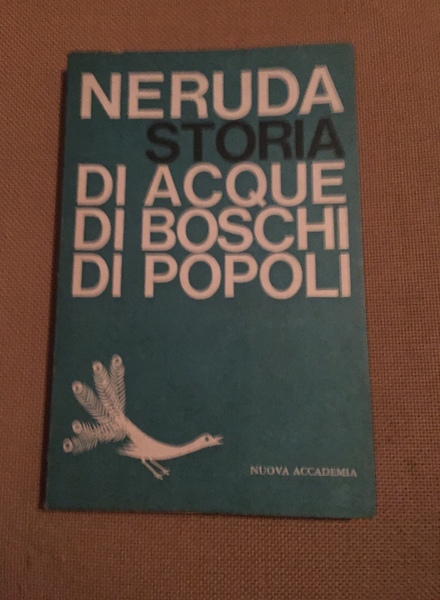 NERUDA
STORIA
DI ACQUE
DI BOSCHI
DI POPOLI
NUOVA ACCADEMIA